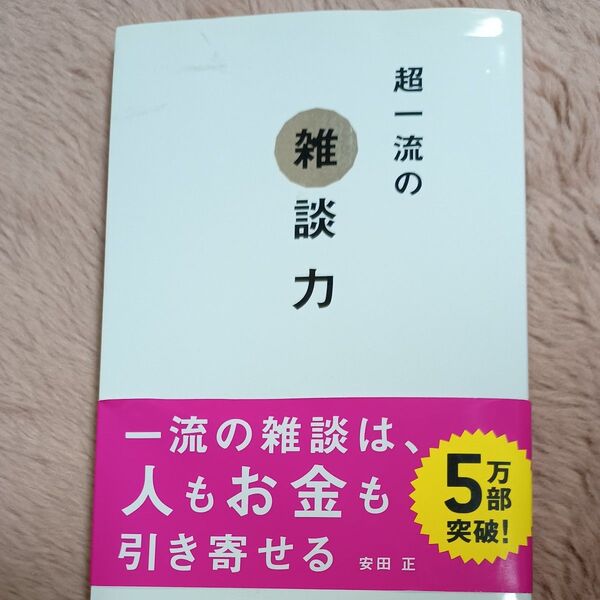 超一流の
雑談力
一流の雑談は、
人もお金も
引き寄せる
安田 正
5万部
突破!